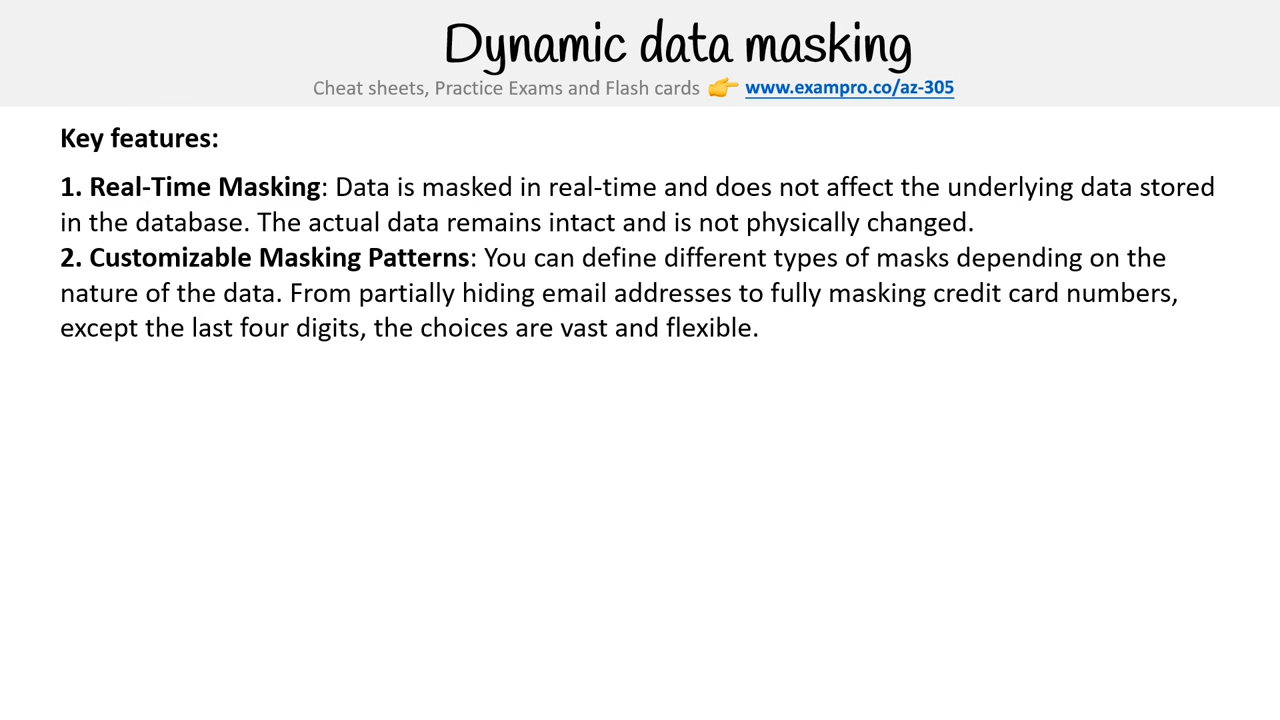 Dynamic data masking
Cheat sheets, Practice Exams and Flash cards 👉 www.exampro.co/az-305
Key features:
1. Real-Time Masking: Data is masked in real-time and does not affect the underlying data stored
in the database. The actual data remains intact and is not physically changed.
2. Customizable Masking Patterns: You can define different types of masks depending on the
nature of the data. From partially hiding email addresses to fully masking credit card numbers,
except the last four digits, the choices are vast and flexible.